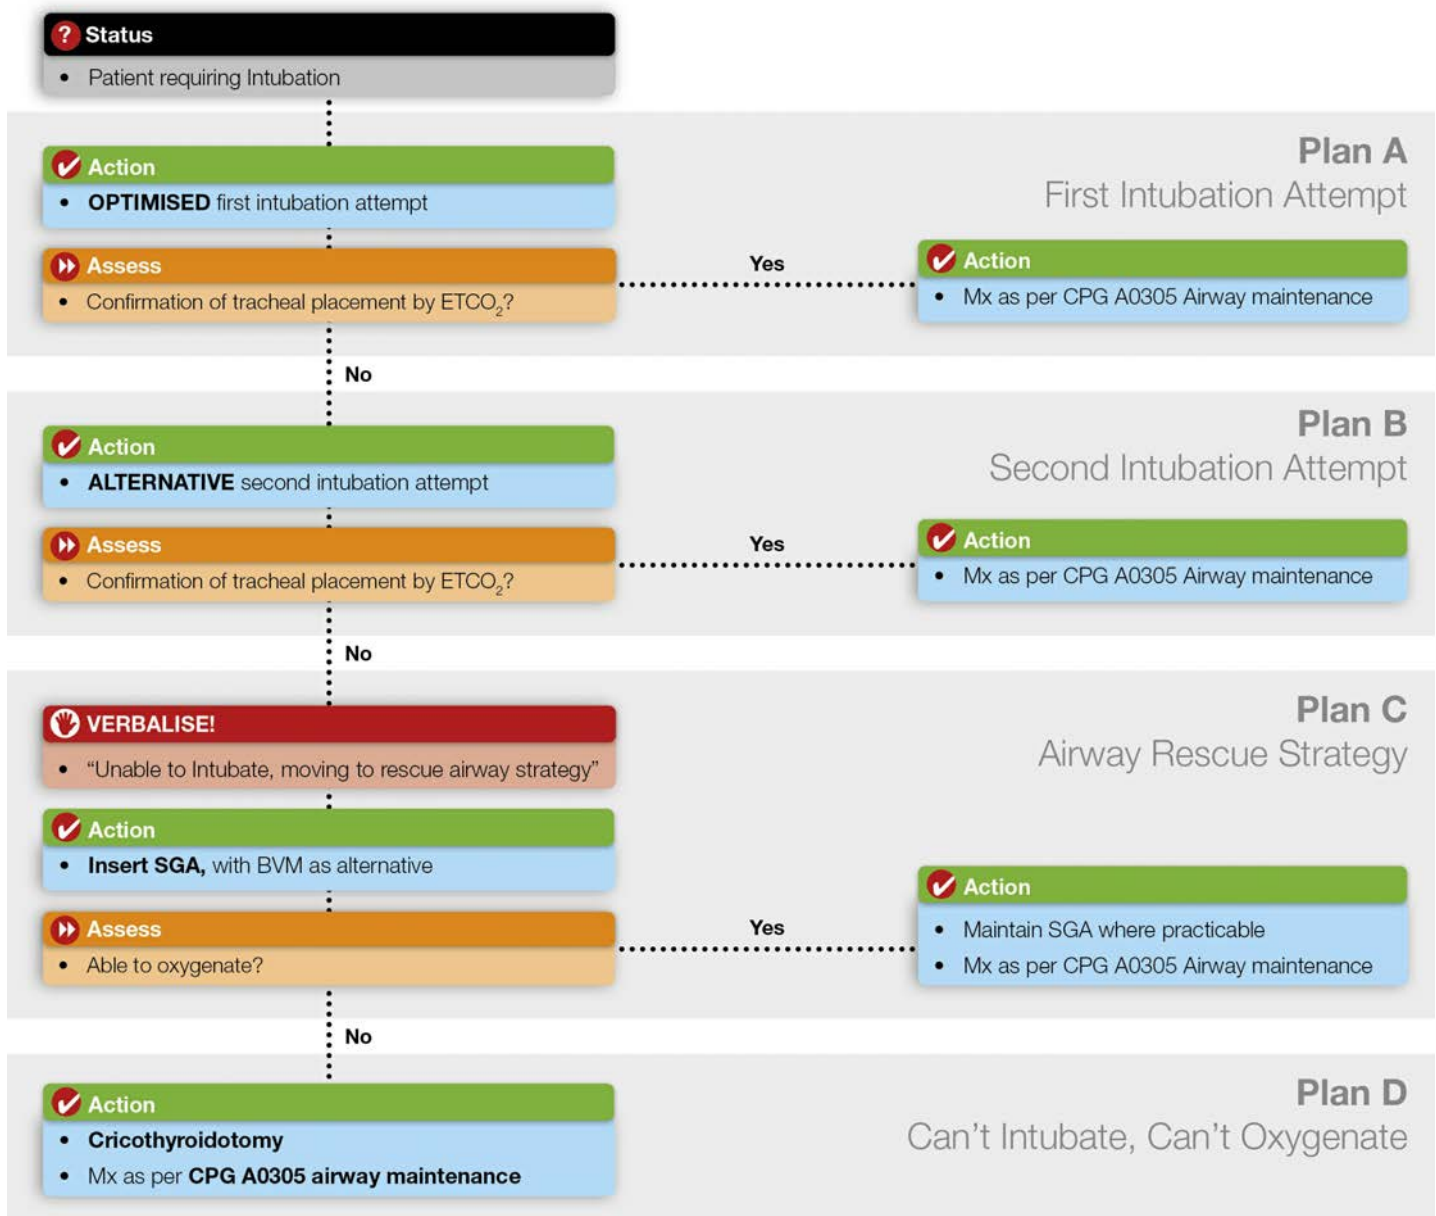 ? Status
• Patient requiring Intubation
Plan A
First Intubation Attempt
Action
• OPTIMISED first intubation attempt
Assess
• Confirmation of tracheal placement by ETCO₂?
Yes
Action
• Mx as per CPG A0305 Airway maintenance
No
Plan B
Second Intubation Attempt
Action
• ALTERNATIVE second intubation attempt
Assess
• Confirmation of tracheal placement by ETCO₂?
Yes
Action
• Mx as per CPG A0305 Airway maintenance
No
Plan C
Airway Rescue Strategy
VERBALISE!
• “Unable to Intubate, moving to rescue airway strategy”
Action
• Insert SGA, with BVM as alternative
Assess
• Able to oxygenate?
Yes
Action
• Maintain SGA where practicable
• Mx as per CPG A0305 Airway maintenance
No
Plan D
Can’t Intubate, Can’t Oxygenate
Action
• Cricothyroidotomy
• Mx as per CPG A0305 airway maintenance